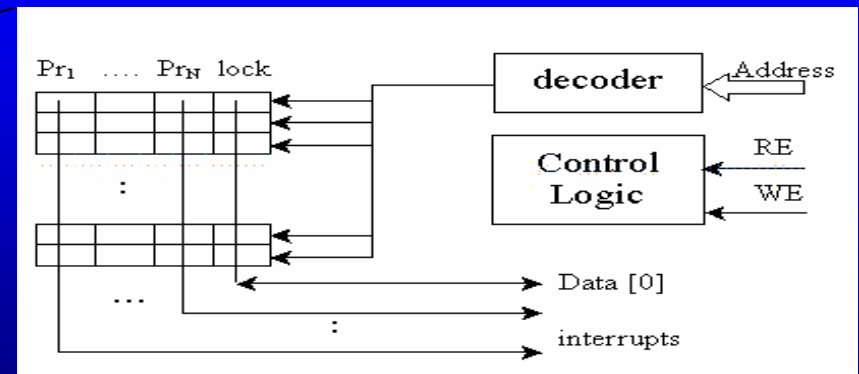 Pr1 .... PrN lock
decoder
Address
Control
Logic
RE
WE
:
...
Data [0]
:
interrupts